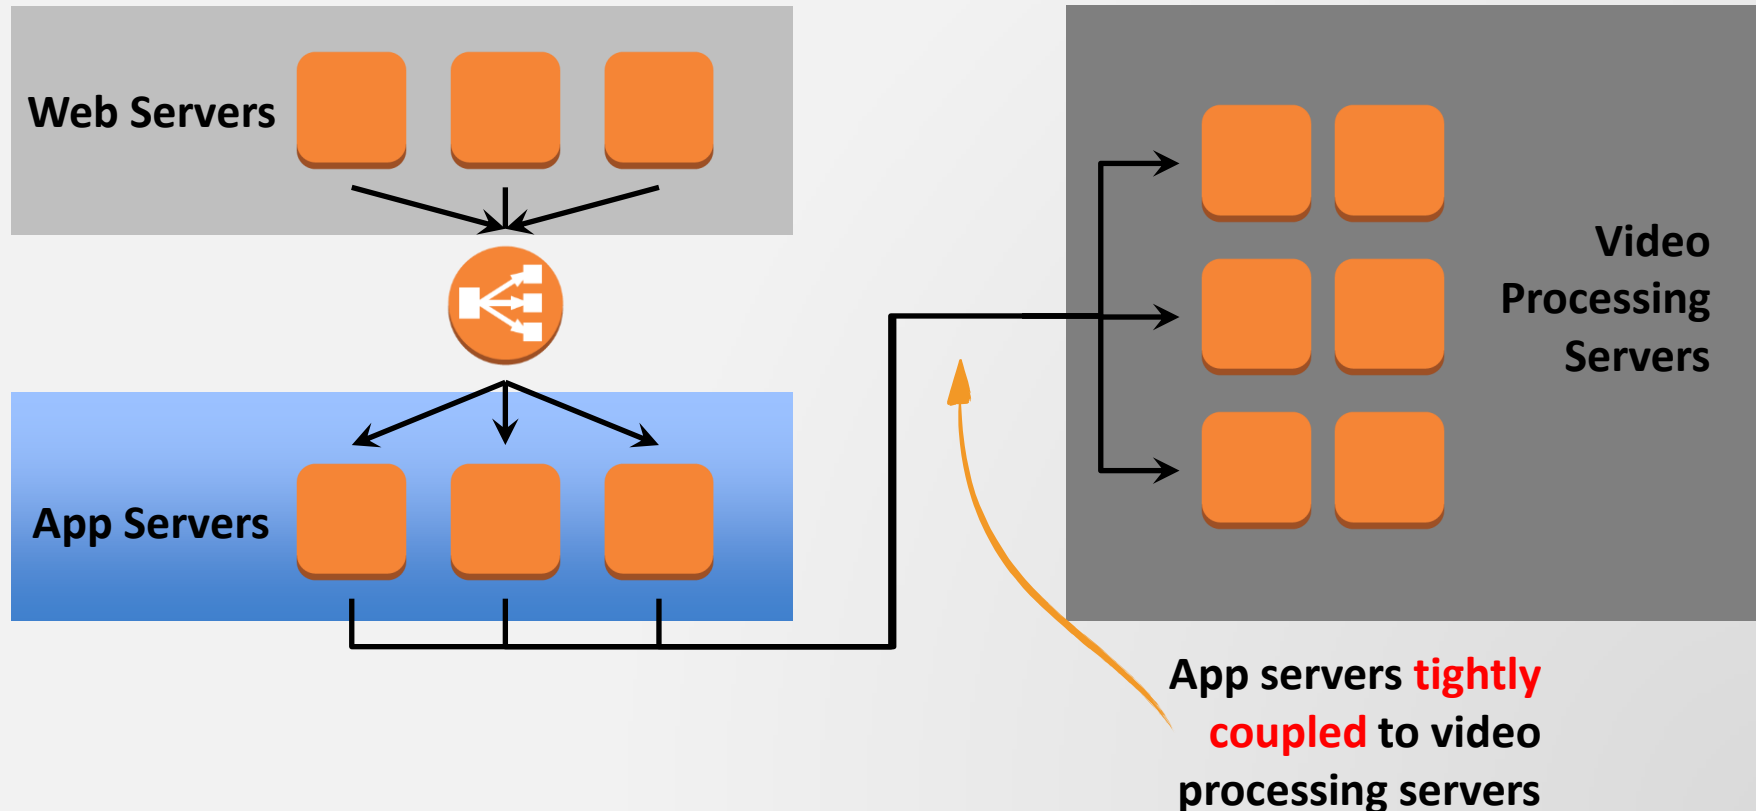 Web Servers
App Servers
Video
Processing
Servers
App servers tightly
coupled to video
processing servers